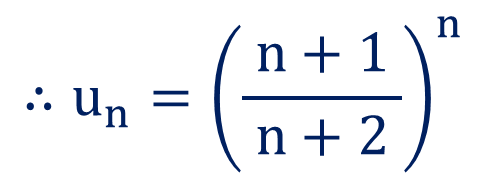 ∴ uₙ = ((n + 1)/(n + 2))ⁿ